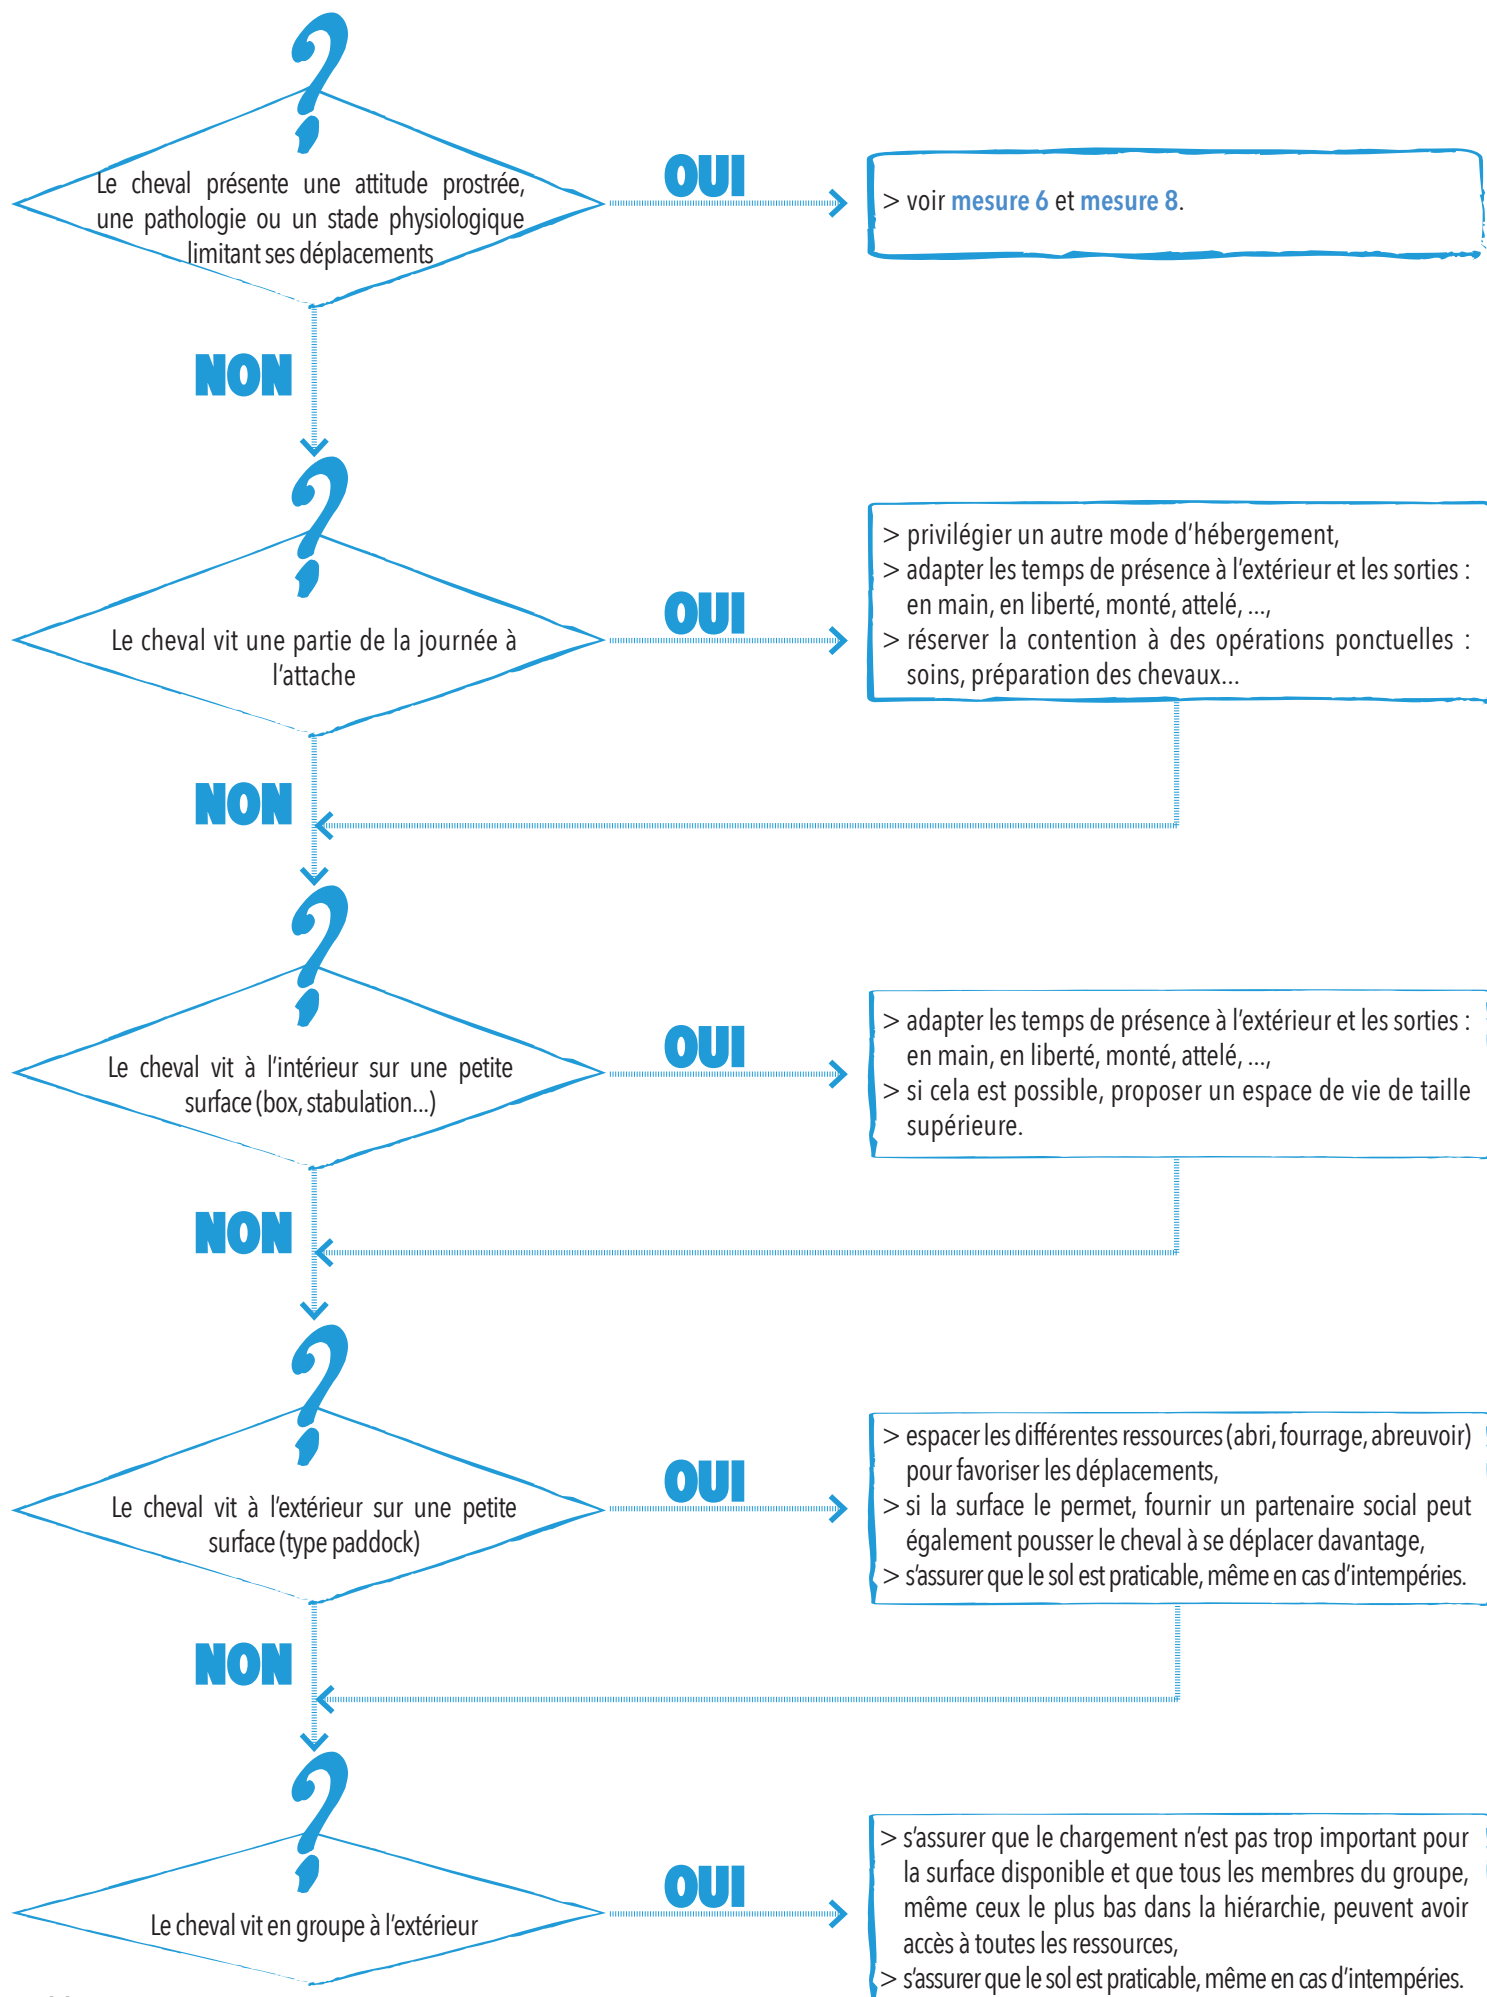 ?
Le cheval présente une attitude prostrée,
une pathologie ou un stade physiologique
limitant ses déplacements
OUI
> voir mesure 6 et mesure 8.
NON
?
Le cheval vit une partie de la journée à
l'attache
OUI
> privilégier un autre mode d'hébergement,
> adapter les temps de présence à l'extérieur et les sorties :
en main, en liberté, monté, attelé, ...,
> réserver la contention à des opérations ponctuelles :
soins, préparation des chevaux...
NON
?
Le cheval vit à l'intérieur sur une petite
surface (box, stabulation...)
OUI
> adapter les temps de présence à l'extérieur et les sorties :
en main, en liberté, monté, attelé, ...,
> si cela est possible, proposer un espace de vie de taille
supérieure.
NON
?
Le cheval vit à l'extérieur sur une petite
surface (type paddock)
OUI
> espacer les différentes ressources (abri, fourrage, abreuvoir)
pour favoriser les déplacements,
> si la surface le permet, fournir un partenaire social peut
également pousser le cheval à se déplacer davantage,
> s'assurer que le sol est praticable, même en cas d'intempéries.
NON
?
Le cheval vit en groupe à l'extérieur
OUI
> s'assurer que le chargement n'est pas trop important pour
la surface disponible et que tous les membres du groupe,
même ceux le plus bas dans la hiérarchie, peuvent avoir
accès à toutes les ressources,
> s'assurer que le sol est praticable, même en cas d'intempéries.